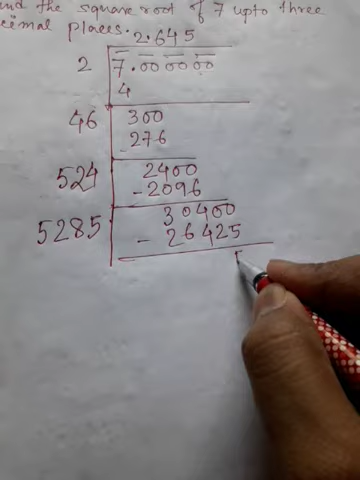 nd the square root of 7 upto three
cimal places.
2.645
2 7.00 00 00
4
46 300
276
524 2400
-2096
5285 30400
- 26425